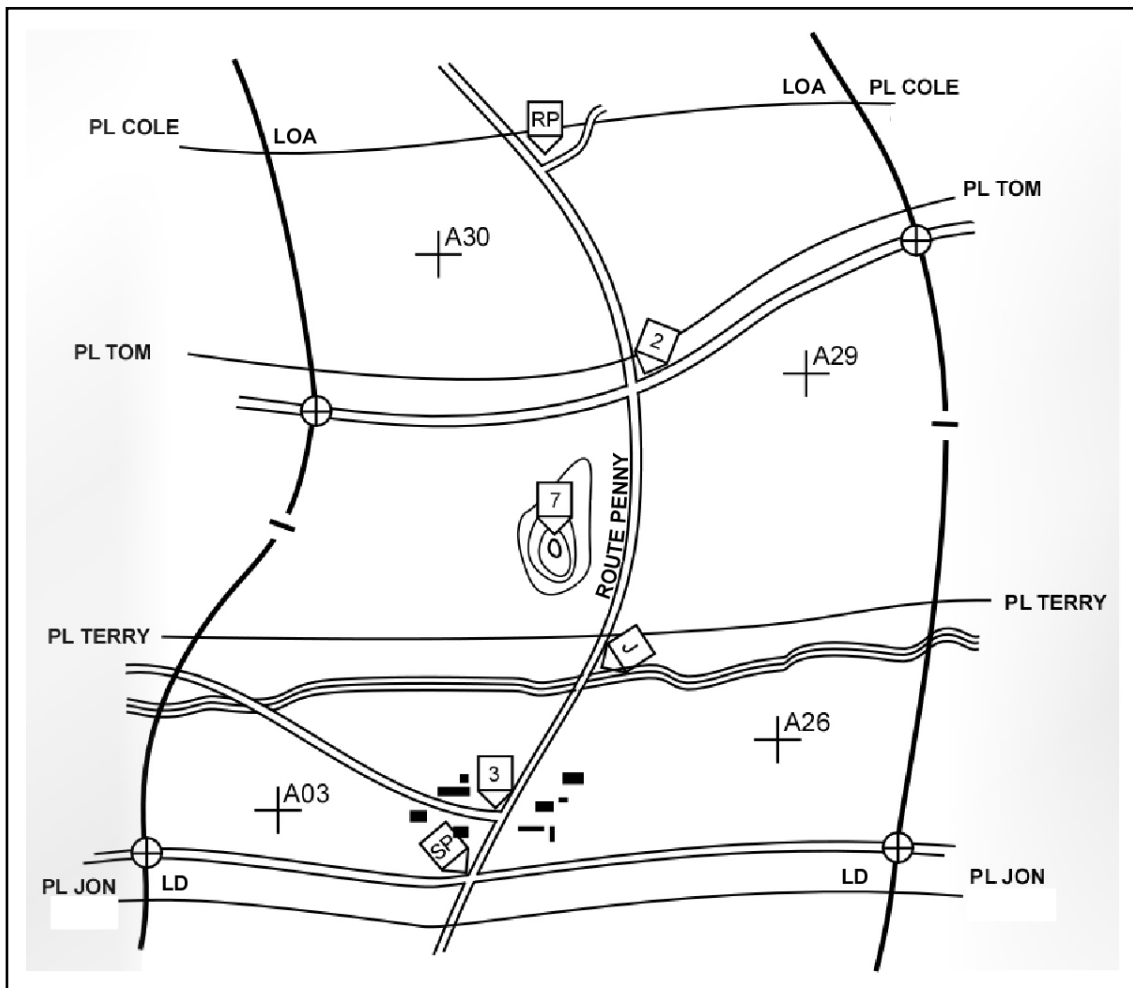 LOA PL COLE
RP
PL COLE LOA
PL TOM
A30
2
PL TOM
A29
7
ROUTE PENNY
PL TERRY
PL TERRY
J
A26
3
A03
SP
PL JON LD
LD PL JON